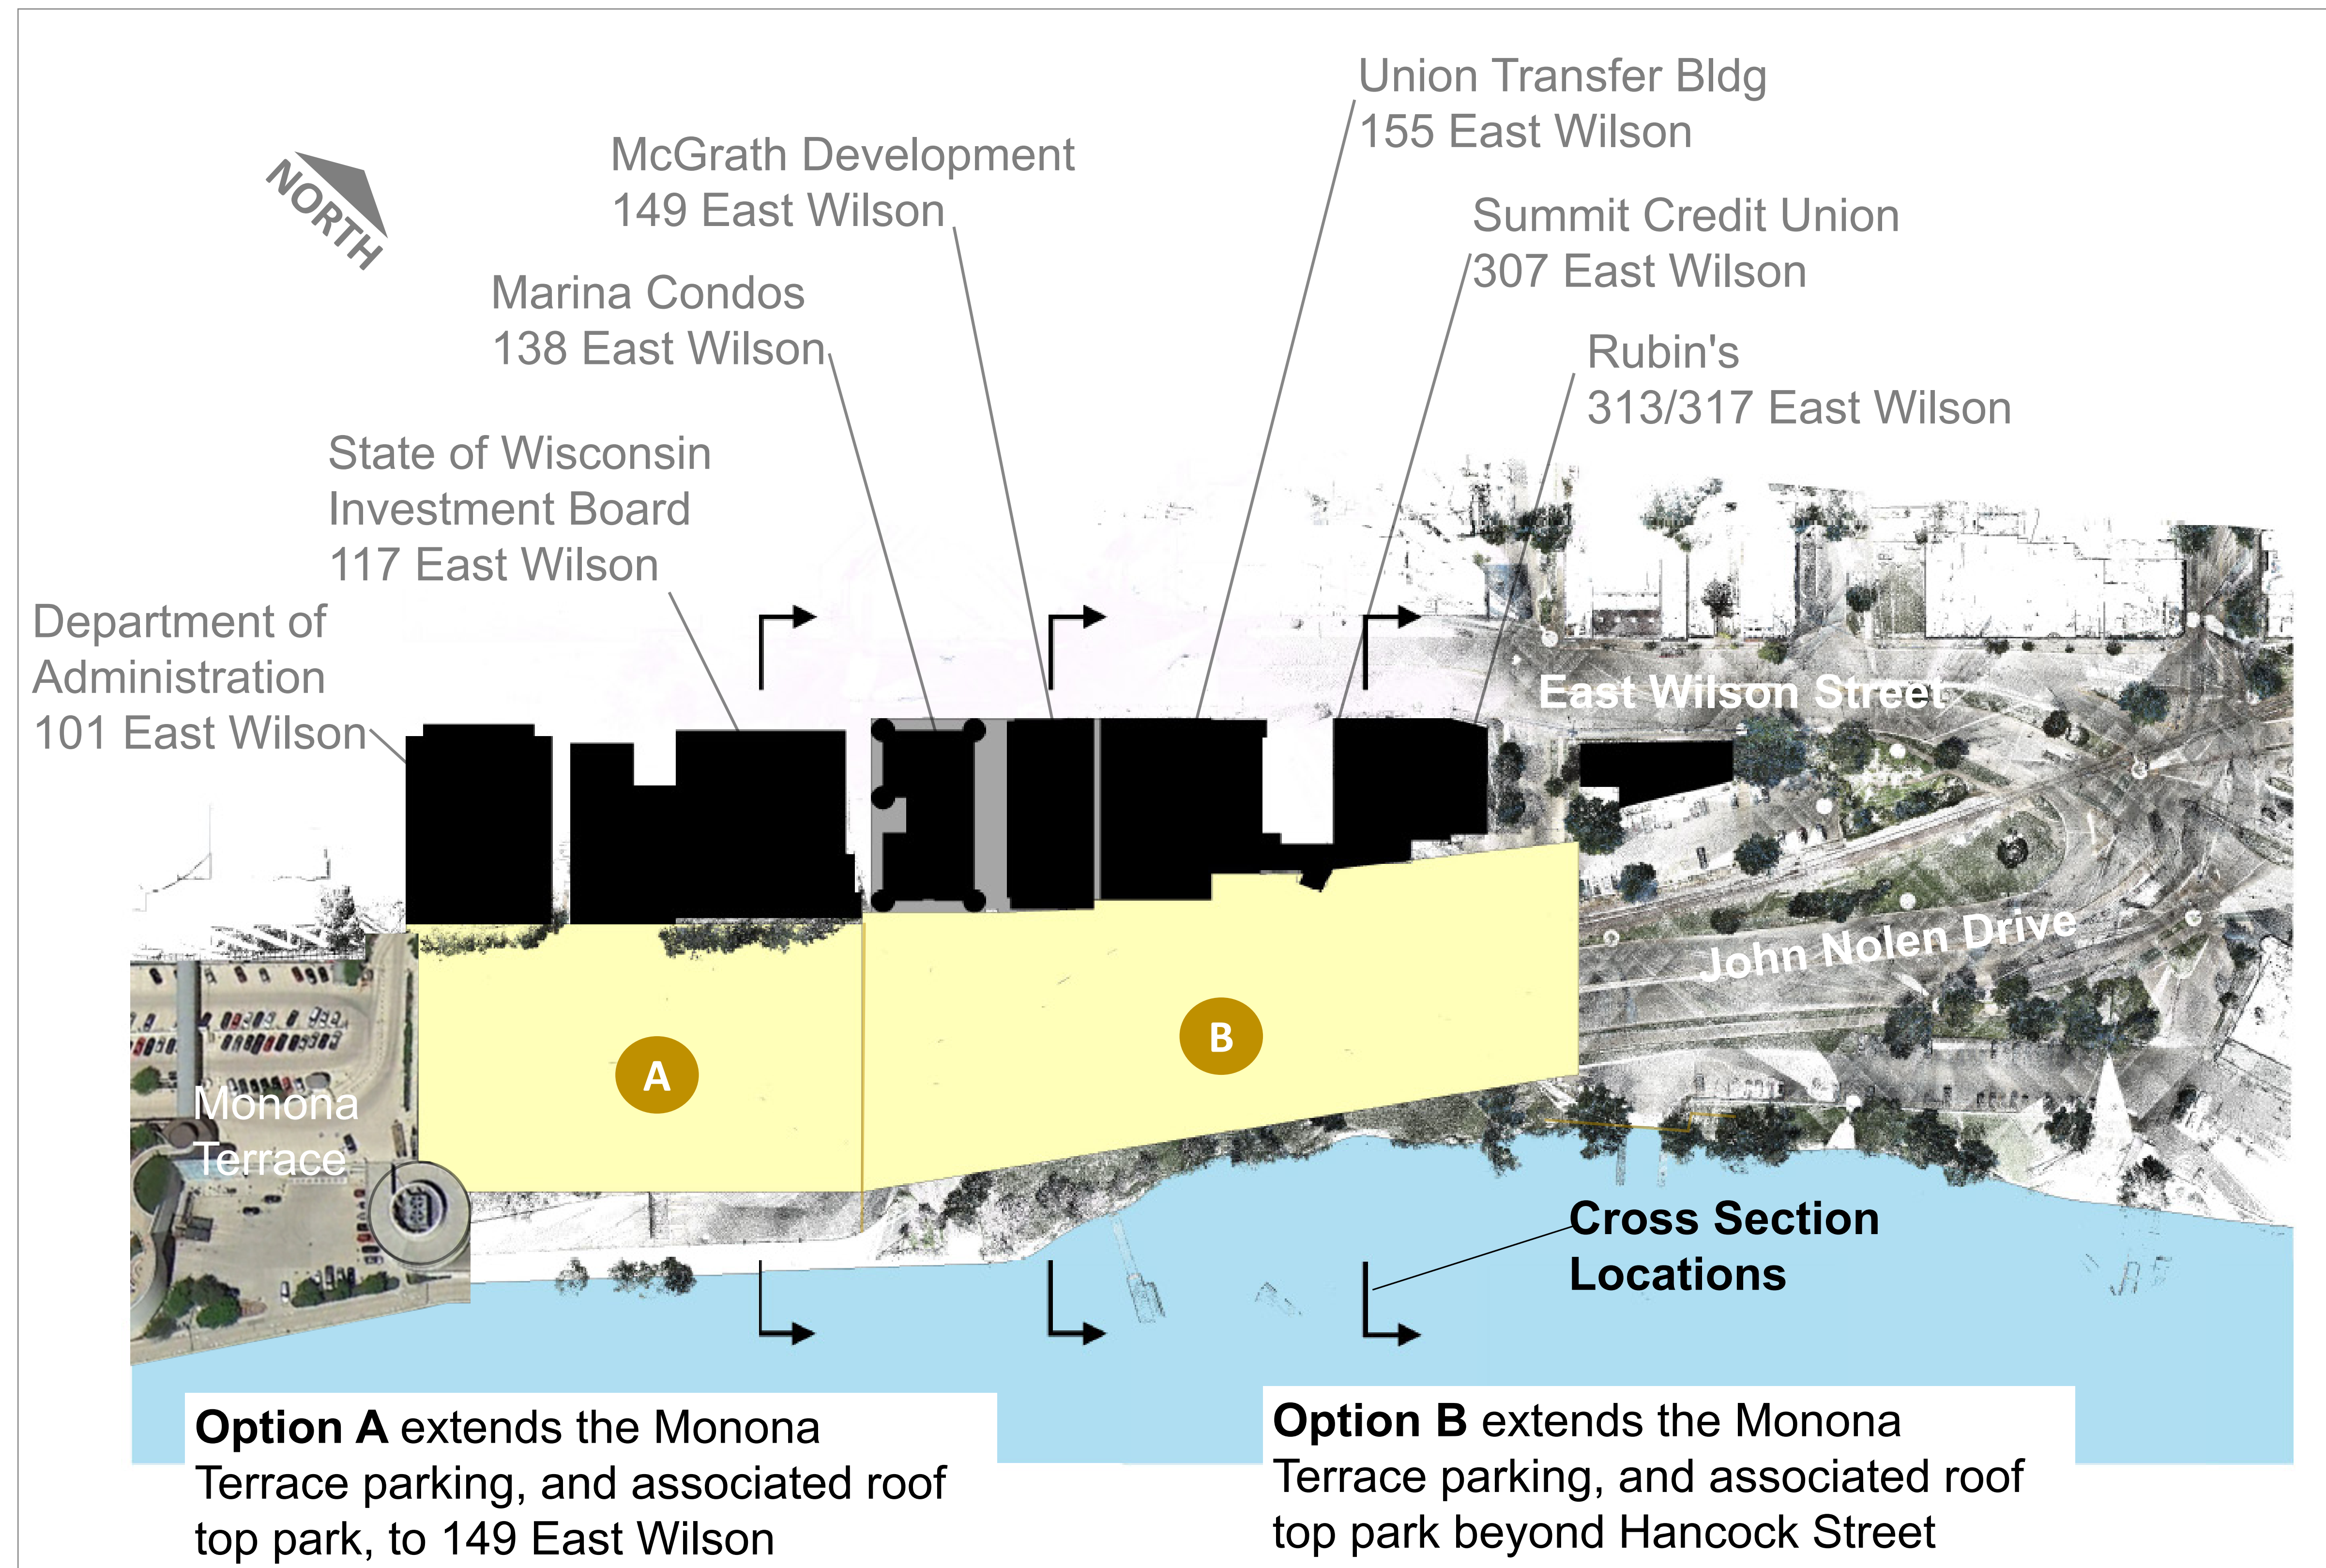 Union Transfer Bldg
155 East Wilson
McGrath Development
149 East Wilson
NORTH
Summit Credit Union
307 East Wilson
Marina Condos
138 East Wilson
Rubin's
313/317 East Wilson
State of Wisconsin
Investment Board
117 East Wilson
Department of
Administration
101 East Wilson
East Wilson Street
John Nolen Drive
A
B
Monona
Terrace
Cross Section
Locations
Option A extends the Monona
Terrace parking, and associated roof
top park, to 149 East Wilson
Option B extends the Monona
Terrace parking, and associated roof
top park beyond Hancock Street